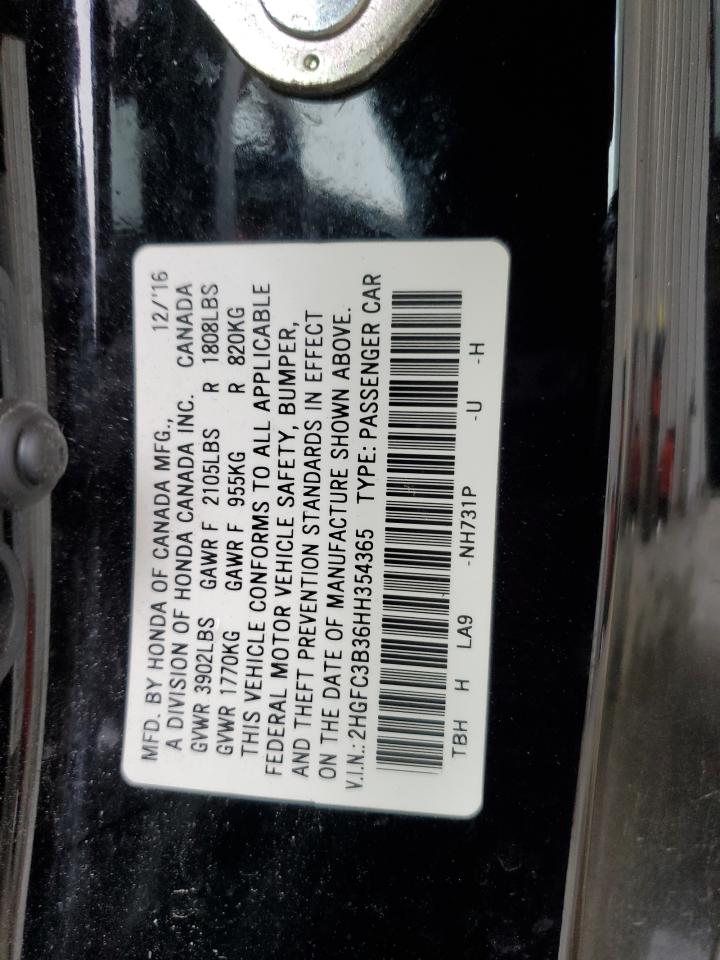 MFD. BY HONDA OF CANADA MFG., 12/'16
A DIVISION OF HONDA CANADA INC. CANADA
GVWR 3902LBS GAWR F 2105LBS R 1808LBS
GVWR 1770KG GAWR F 955KG R 820KG
THIS VEHICLE CONFORMS TO ALL APPLICABLE
FEDERAL MOTOR VEHICLE SAFETY, BUMPER,
AND THEFT PREVENTION STANDARDS IN EFFECT
ON THE DATE OF MANUFACTURE SHOWN ABOVE.
V.I.N.: 2HGFC3B36HH354365 TYPE: PASSENGER CAR
TBH H LA9 -NH731P -U -H